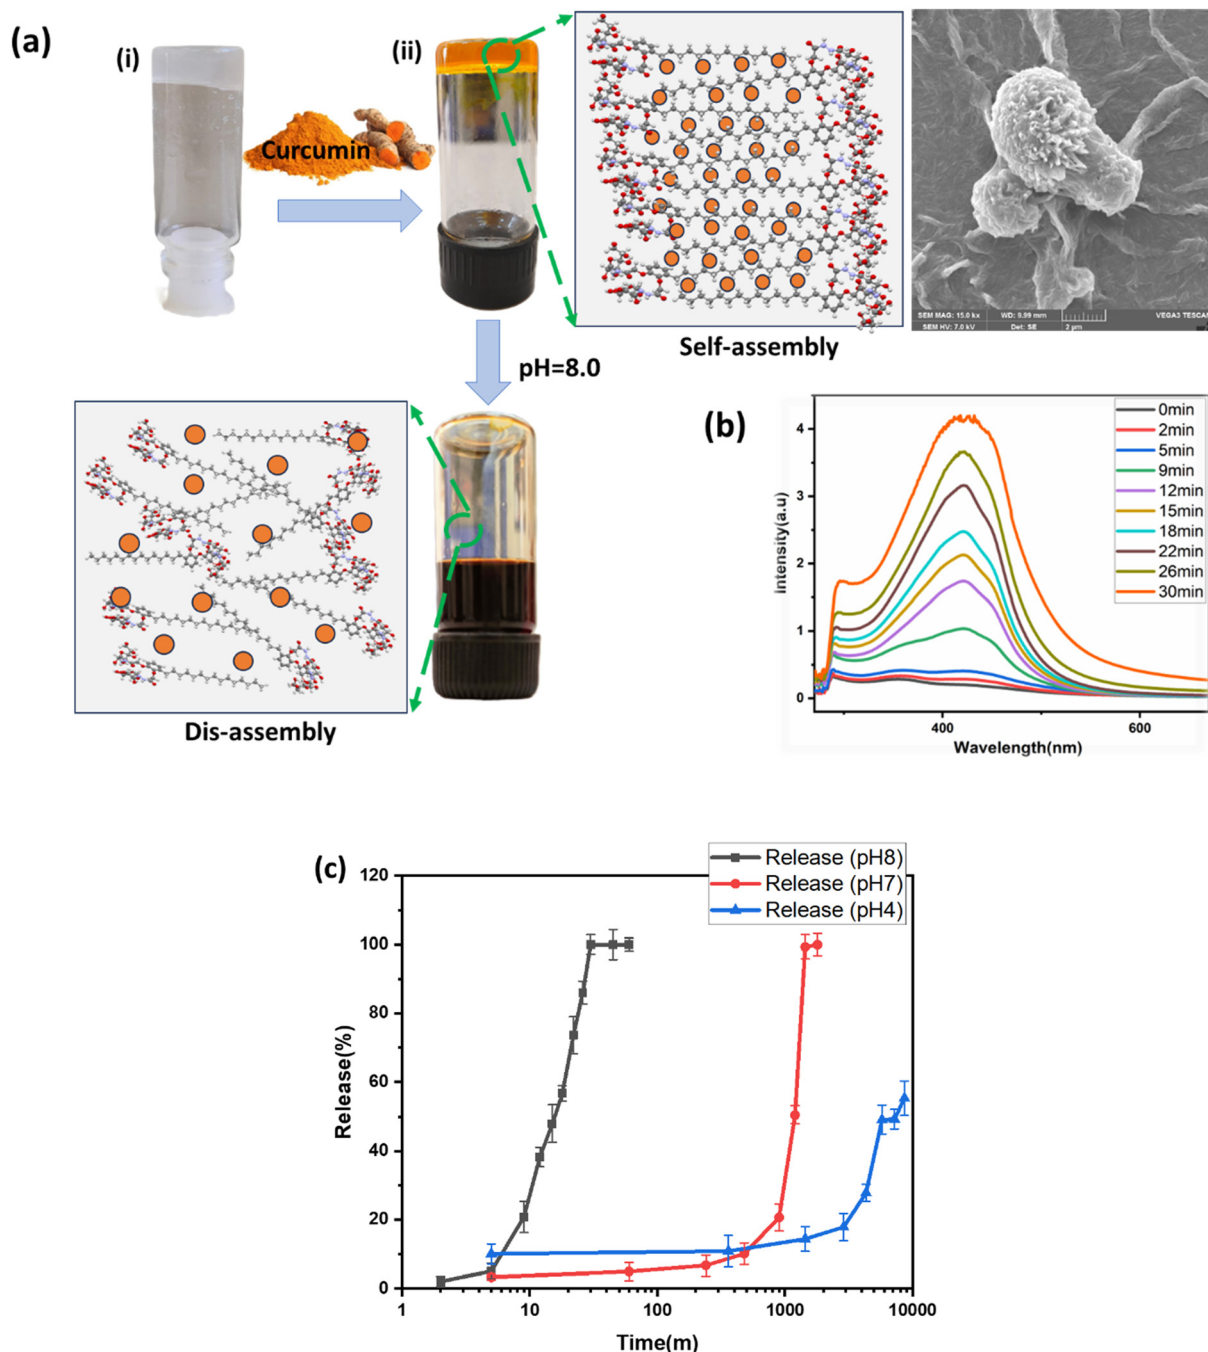 (a)
(i)
(ii)
Curcumin
SEM MAG: 15.0 kx
WD: 9.99 mm
VEGA3 TESCAN
SEM HV: 7.0 kV
Det: SE
2 µm
Self-assembly
pH=8.0
Dis-assembly
(b)
Intensity(a.u)
4
3
2
1
0
400
600
Wavelength(nm)
0min
2min
5min
9min
12min
15min
18min
22min
26min
30min
(c)
Release (pH8)
Release (pH7)
Release (pH4)
Release(%)
120
100
80
60
40
20
0
1
10
100
1000
10000
Time(m)